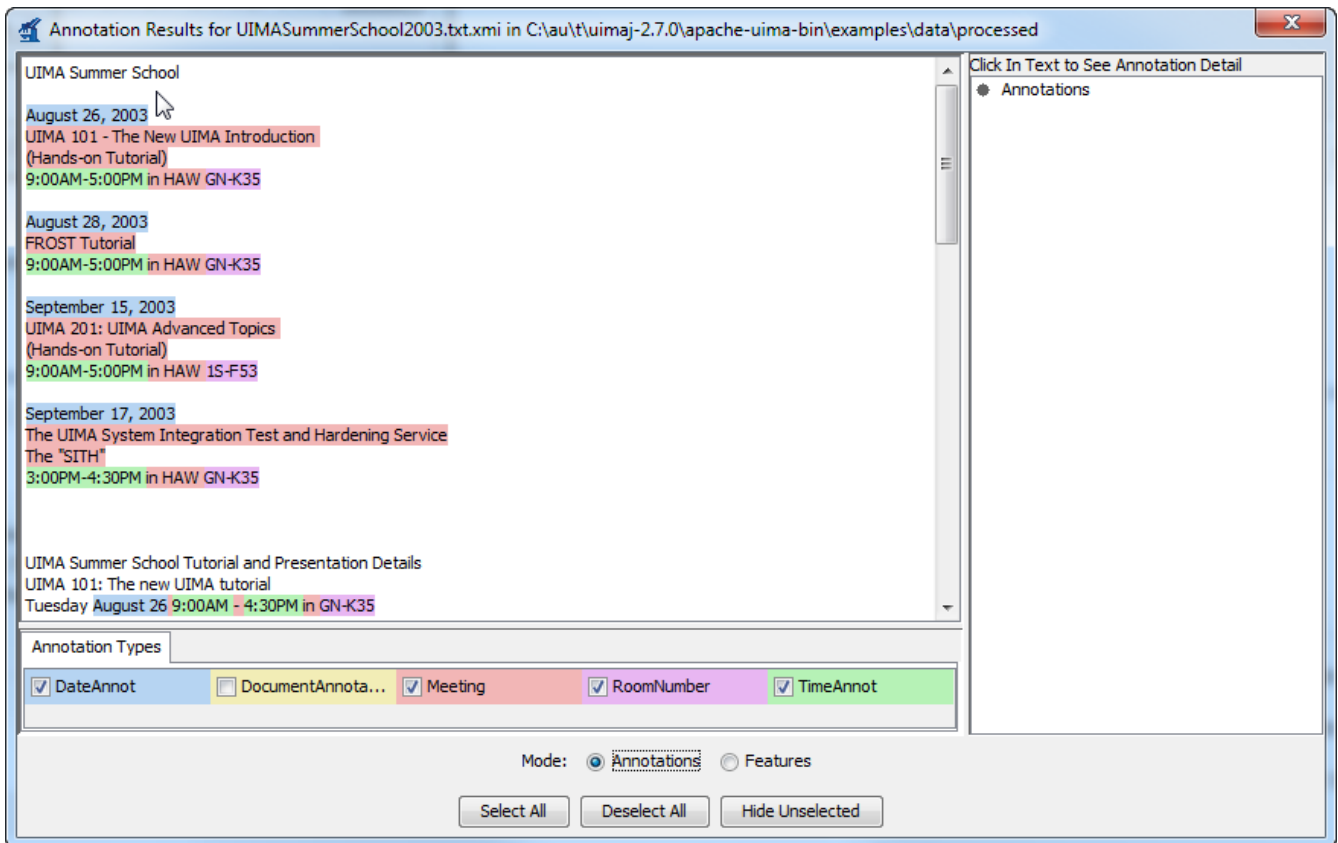 Annotation Results for UIMASummerSchool2003.txt.xmi in C:\au\t\uimaj-2.7.0\apache-uima-bin\examples\data\processed
UIMA Summer School
August 26, 2003
UIMA 101 - The New UIMA Introduction
(Hands-on Tutorial)
9:00AM-5:00PM in HAW GN-K35
August 28, 2003
FROST Tutorial
9:00AM-5:00PM in HAW GN-K35
September 15, 2003
UIMA 201: UIMA Advanced Topics
(Hands-on Tutorial)
9:00AM-5:00PM in HAW 1S-F53
September 17, 2003
The UIMA System Integration Test and Hardening Service
The "SITH"
3:00PM-4:30PM in HAW GN-K35
UIMA Summer School Tutorial and Presentation Details
UIMA 101: The new UIMA tutorial
Tuesday August 26 9:00AM - 4:30PM in GN-K35
Click In Text to See Annotation Detail
Annotations
Annotation Types
DateAnnot DocumentAnnota... Meeting RoomNumber TimeAnnot
Mode: Annotations Features
Select All Deselect All Hide Unselected